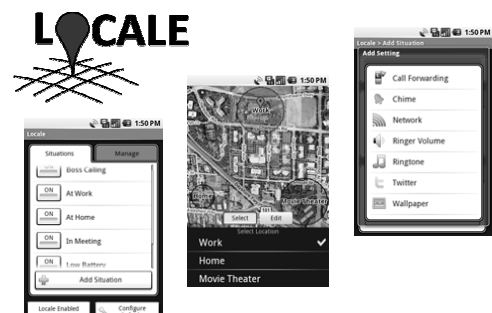 LOCALE
1:50 PM
Locale
Situations
Manage
ON
Boss Calling
ON
At Work
ON
At Home
ON
In Meeting
ON
Low Battery
Add Situation
Locale Enabled
Configure
1:50 PM
Work
Home
Movie Theater
101
Select
Edit
Select Location
Work
Home
Movie Theater
1:50 PM
Locale > Add Situation
Add Setting
Call Forwarding
Chime
Network
Ringer Volume
Ringtone
Twitter
Wallpaper